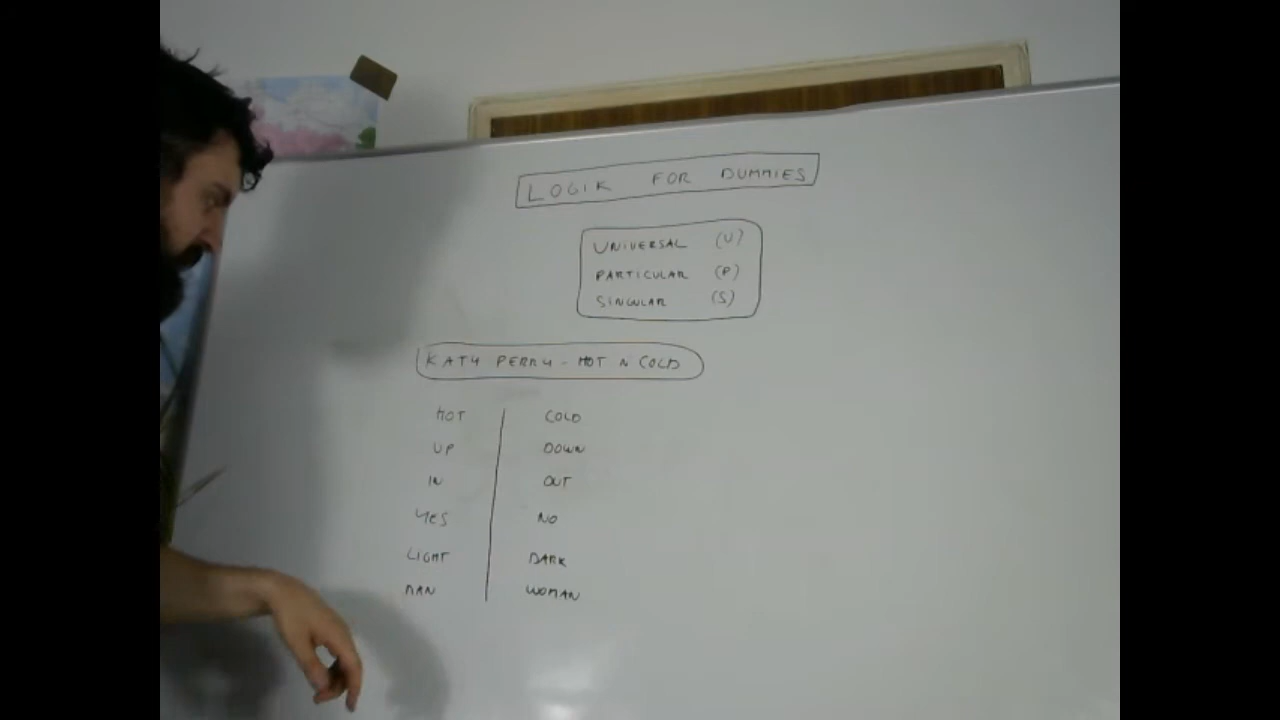 LOGIK FOR DUMMIES
UNIVERSAL (U)
PARTICULAR (P)
SINGULAR (S)
KATY PERRY - HOT N COLD
HOT COLD
UP DOWN
IN OUT
YES NO
LIGHT DARK
MAN WOMAN